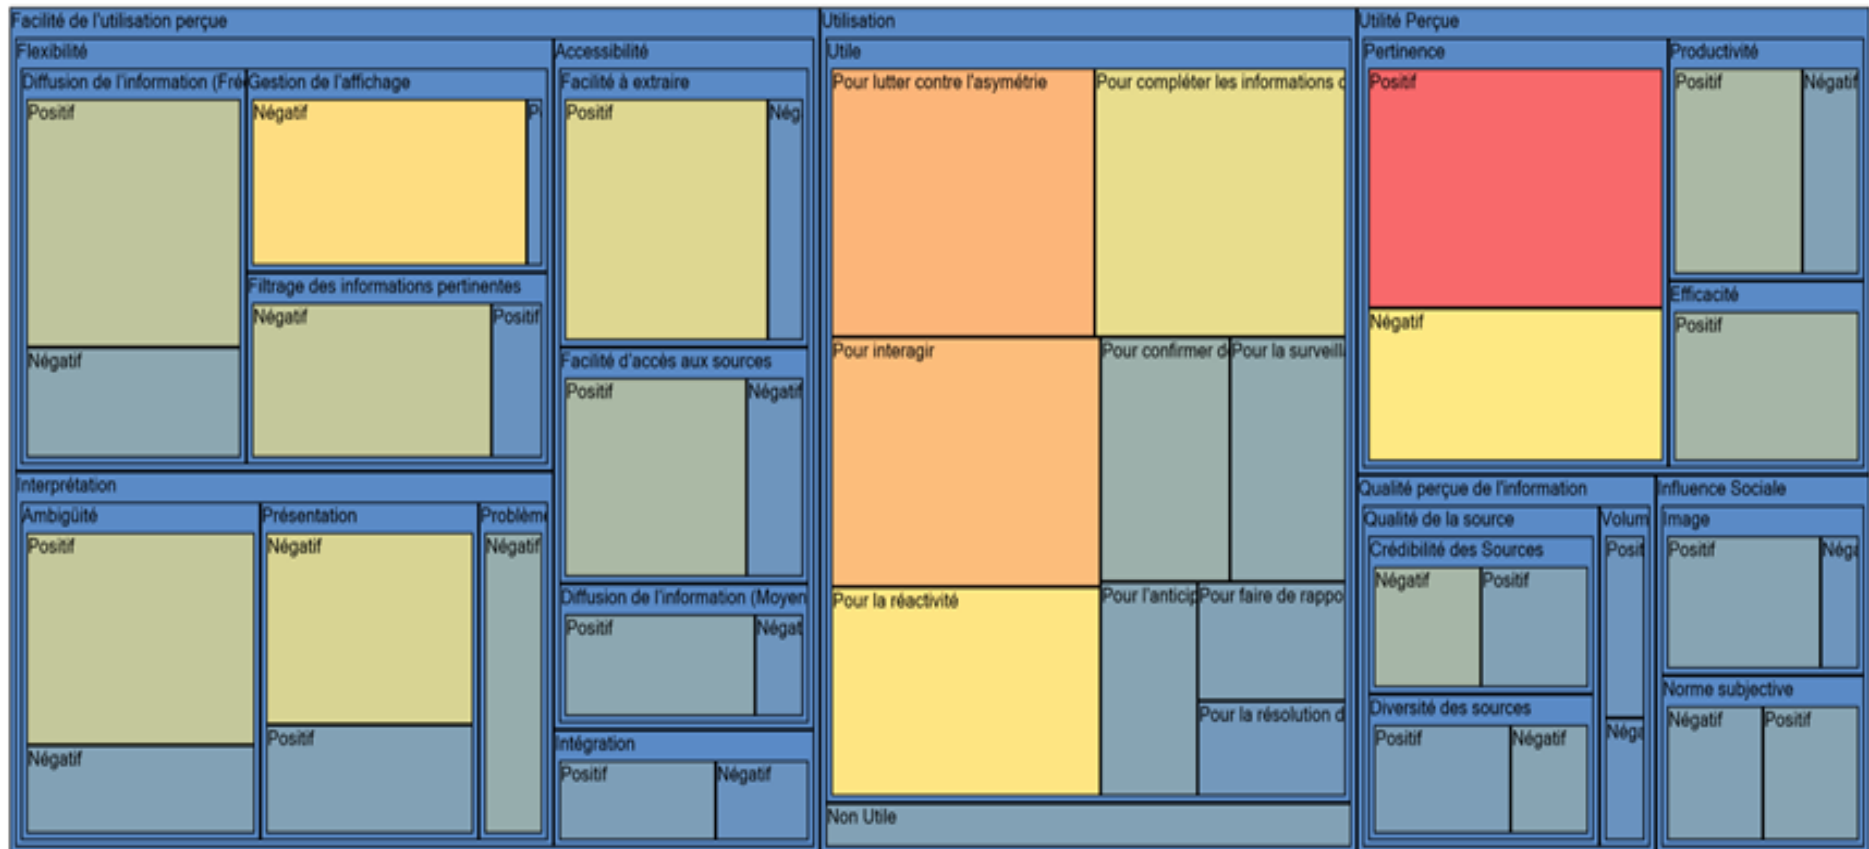 Facilité de l'utilisation perçue
Flexibilité
Diffusion de l'information (Fré
Positif
Négatif
Gestion de l'affichage
Négatif
P
Filtrage des informations pertinentes
Négatif
Positif
Interprétation
Ambigüité
Positif
Négatif
Présentation
Négatif
Positif
Problème
Négatif
Accessibilité
Facilité à extraire
Positif
Nég
Facilité d'accès aux sources
Positif
Négatif
Diffusion de l'information (Moyen
Positif
Négat
Intégration
Positif
Négatif
Utilisation
Utile
Pour lutter contre l'asymétrie
Pour compléter les informations d
Pour interagir
Pour confirmer d
Pour la surveill
Pour la réactivité
Pour l'anticip
Pour faire de rappo
Pour la résolution d
Non Utile
Utilité Perçue
Pertinence
Positif
Négatif
Productivité
Positif
Négatif
Efficacité
Positif
Qualité perçue de l'information
Qualité de la source
Crédibilité des Sources
Négatif
Positif
Diversité des sources
Positif
Négatif
Volum
Posit
Néga
Influence Sociale
Image
Positif
Néga
Norme subjective
Négatif
Positif